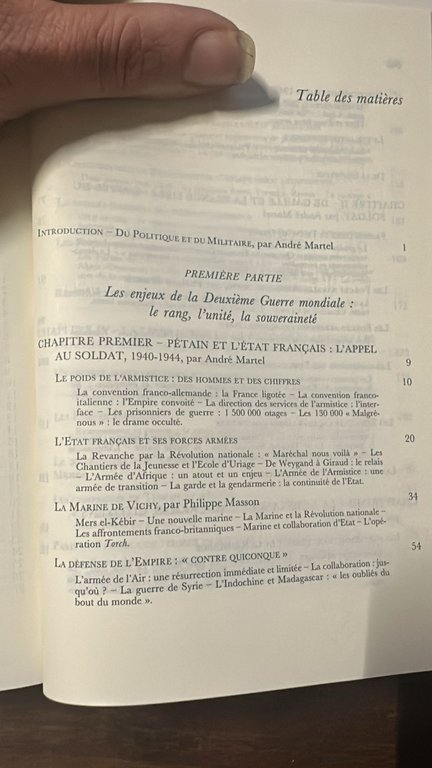 Table des matières
INTRODUCTION – DU POLITIQUE ET DU MILITAIRE, par André Martel 1
PREMIÈRE PARTIE
Les enjeux de la Deuxième Guerre mondiale :
le rang, l'unité, la souveraineté
CHAPITRE PREMIER – PÉTAIN ET L'ÉTAT FRANÇAIS : L'APPEL
AU SOLDAT, 1940-1944, par André Martel 9
LE POIDS DE L'ARMISTICE : DES HOMMES ET DES CHIFFRES 10
La convention franco-allemande : la France ligotée – La convention franco-
italienne : l'Empire convoité – La direction des services de l'armistice : l'inter-
face – Les prisonniers de guerre : 1 500 000 otages – Les 130 000 « Malgré-
nous » : le drame occulté.
L'ETAT FRANÇAIS ET SES FORCES ARMÉES 20
La Revanche par la Révolution nationale : « Maréchal nous voilà » – Les
Chantiers de la Jeunesse et l'Ecole d'Uriage – De Weygand à Giraud : le relais
– L'Armée d'Afrique : un atout et un enjeu – L'Armée de l'Armistice : une
armée de transition – La garde et la gendarmerie : la continuité de l'Etat.
LA MARINE DE VICHY, par Philippe Masson 34
Mers el-Kébir – Une nouvelle marine – La Marine et la Révolution nationale –
Les affrontements franco-britanniques – Marine et collaboration d'Etat – L'opé-
ration Torch.
LA DÉFENSE DE L'EMPIRE : « CONTRE QUICONQUE » 54
L'armée de l'Air : une résurrection immédiate et limitée – La collaboration : jus-
qu'où ? – La guerre de Syrie – L'Indochine et Madagascar : « les oubliés du
bout du monde ».